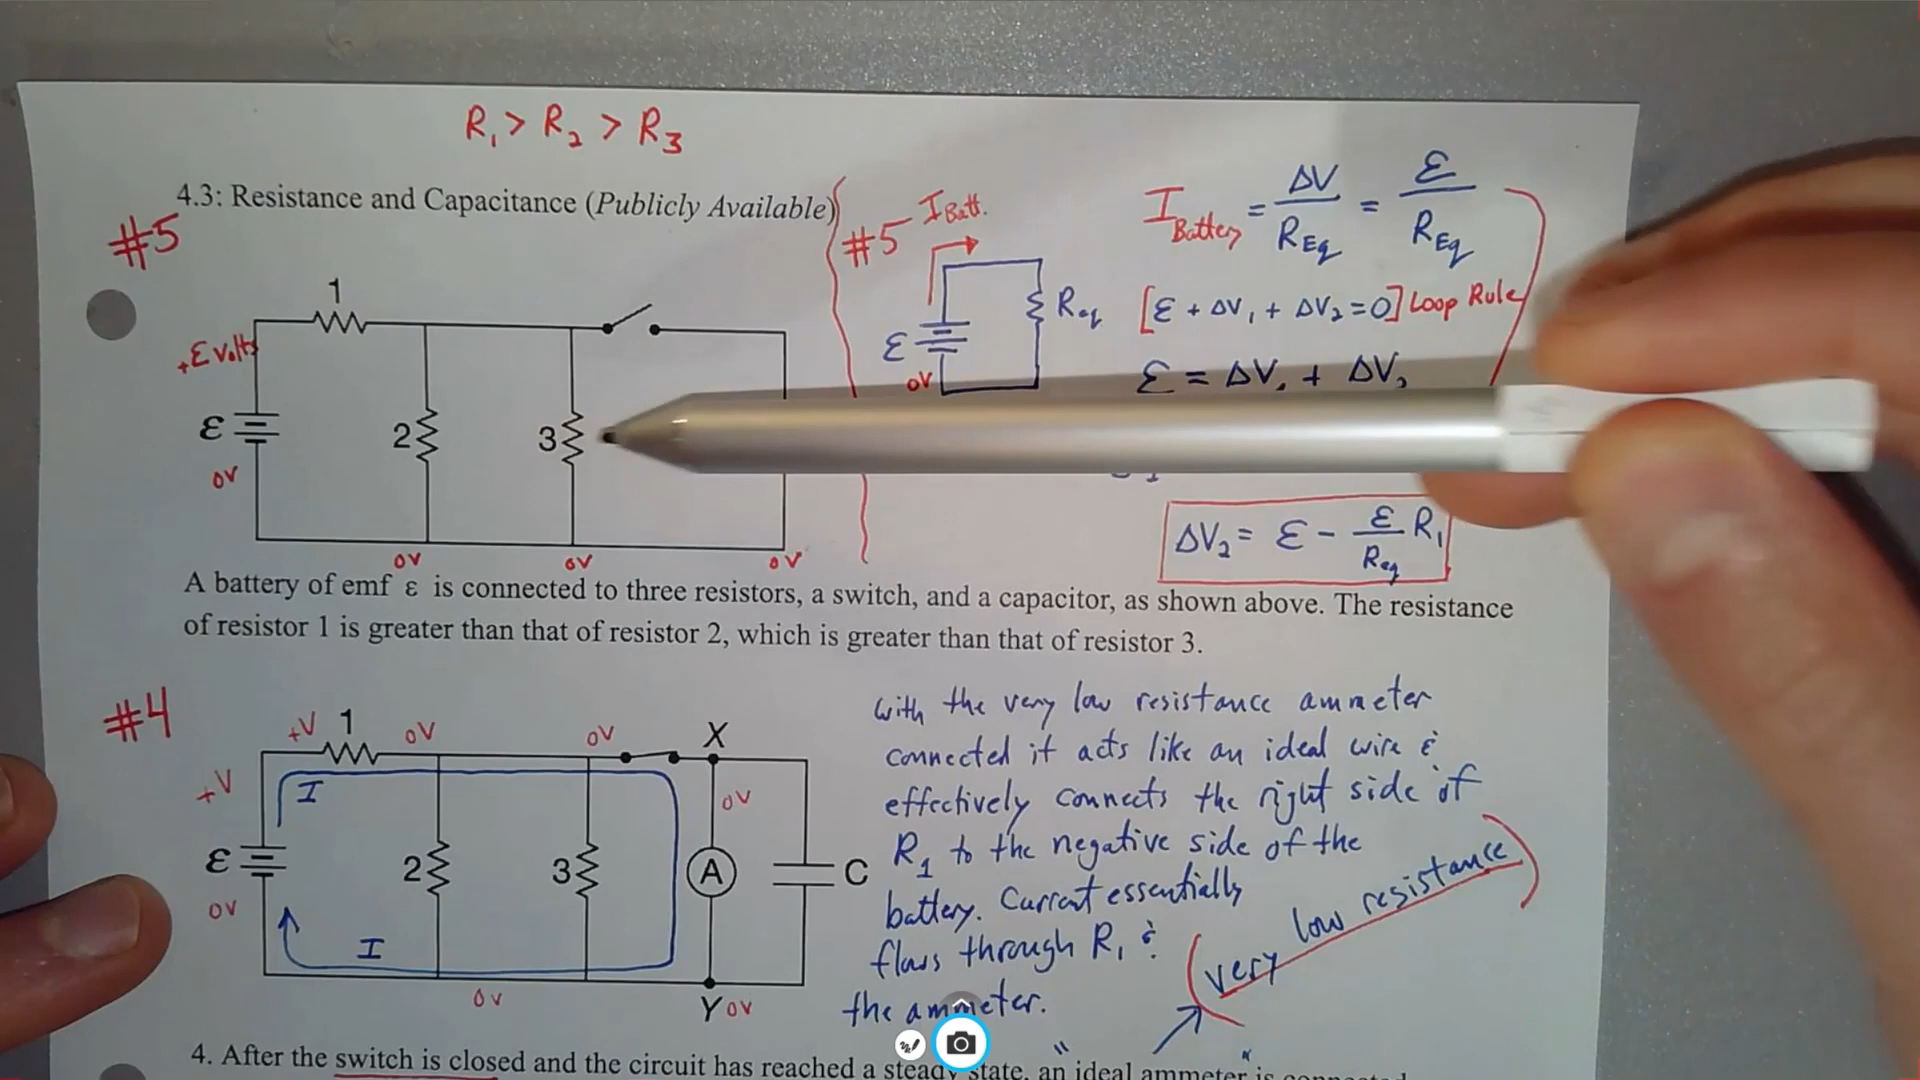 R₁ > R₂ > R₃
4.3: Resistance and Capacitance (Publicly Available)
#5
1
+ε volts
ε
0V
2
3
0V
0V
0V
#5
I Batt.
ε
0V
Req
I Battery = ΔV / REq = ε / REq
[ε + ΔV₁ + ΔV₂ = 0] Loop Rule
ε = ΔV₁ + ΔV₂
ΔV₂ = ε - ε/Req R₁
A battery of emf ε is connected to three resistors, a switch, and a capacitor, as shown above. The resistance
of resistor 1 is greater than that of resistor 2, which is greater than that of resistor 3.
#4
+V
1
0V
0V
X
+V
I
0V
ε
2
3
A
C
0V
I
0V
Y 0V
with the very low resistance ammeter
connected it acts like an ideal wire &
effectively connects the right side of
R₁ to the negative side of the
battery. Current essentially
flows through R₁ &
the ammeter.
(very low resistance)
4. After the switch is closed and the circuit has reached a steady state, an "ideal ammeter" is connected